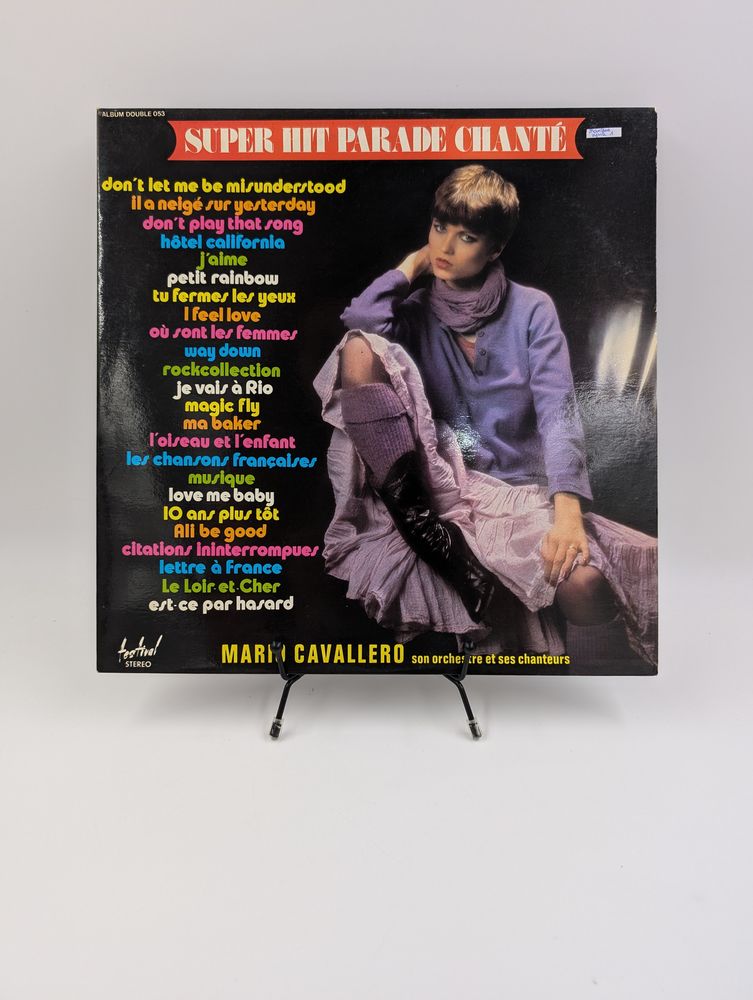 ALBUM DOUBLE 053
SUPER HIT PARADE CHANTÉ
don't let me be misunderstood
il a neigé sur yesterday
don't play that song
hôtel california
j'aime
petit rainbow
tu fermes les yeux
I feel love
où sont les femmes
way down
rockcollection
je vais à Rio
magic fly
ma baker
l'oiseau et l'enfant
les chansons françaises
musique
love me baby
10 ans plus tôt
Ali be good
citations ininterrompues
lettre à France
Le Loir-et-Cher
est-ce par hasard
festival
STEREO
MARIO CAVALLERO son orchestre et ses chanteurs